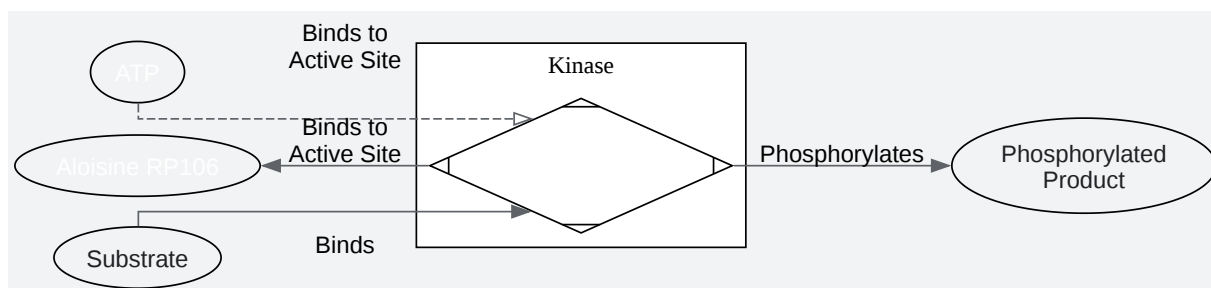 Binds to
Active Site
Kinase
ATP
Binds to
Active Site
Aloisine RP106
Phosphorylates
Phosphorylated
Product
Binds
Substrate